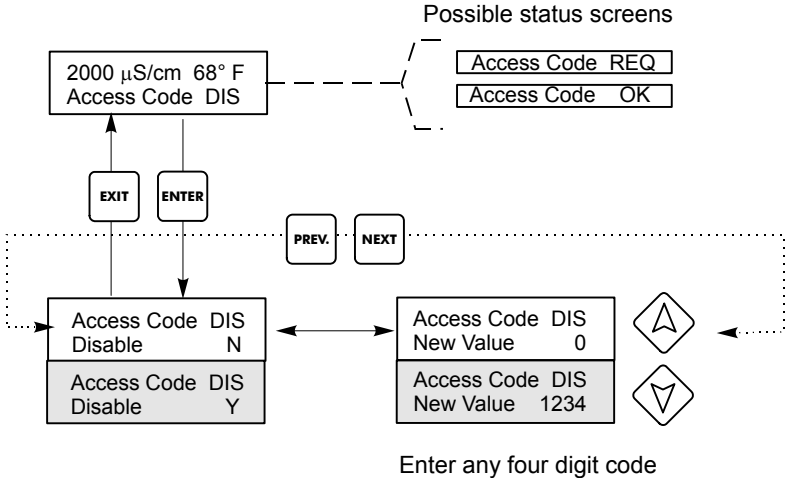 Possible status screens
2000 µS/cm 68° F
Access Code DIS
Access Code REQ
Access Code OK
EXIT
ENTER
PREV.
NEXT
Access Code DIS
Disable N
Access Code DIS
Disable Y
Access Code DIS
New Value 0
Access Code DIS
New Value 1234
Enter any four digit code